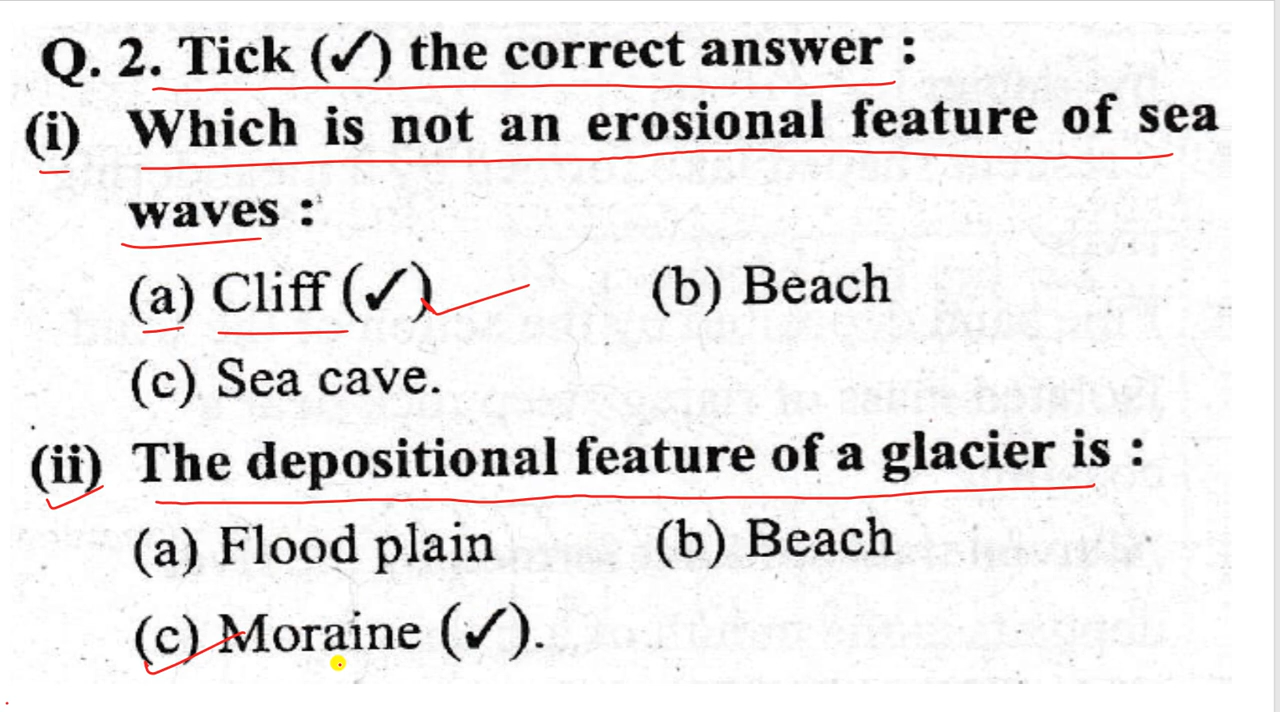 Q. 2. Tick (✓) the correct answer :
(i) Which is not an erosional feature of sea
waves :
(a) Cliff (✓) (b) Beach
(c) Sea cave.
(ii) The depositional feature of a glacier is :
(a) Flood plain (b) Beach
(c) Moraine (✓).